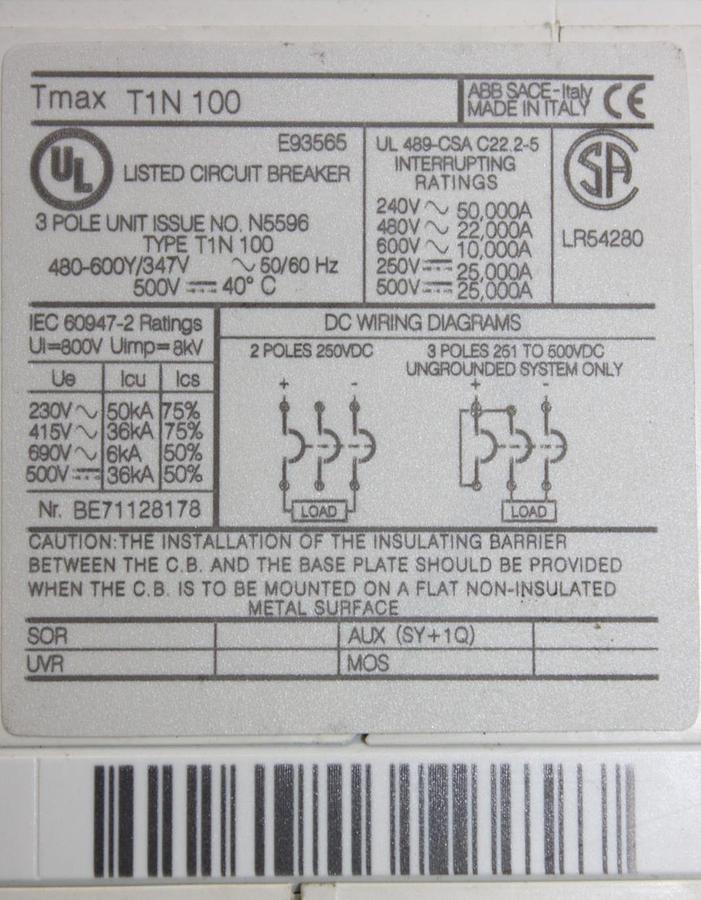 Tmax T1N 100
ABB SACE-Italy
MADE IN ITALY CE
UL
E93565
LISTED CIRCUIT BREAKER
3 POLE UNIT ISSUE NO. N5596
TYPE T1N 100
480-600Y/347V ∿ 50/60 Hz
500V ⎓ 40° C
UL 489-CSA C22.2-5
INTERRUPTING
RATINGS
240V ∿ 50,000A
480V ∿ 22,000A
600V ∿ 10,000A
250V ⎓ 25,000A
500V ⎓ 25,000A
SA
LR54280
IEC 60947-2 Ratings
Ui=800V Uimp=8kV
Ue Icu Ics
230V ∿ 50kA 75%
415V ∿ 36kA 75%
690V ∿ 6kA 50%
500V ⎓ 36kA 50%
Nr. BE71128178
DC WIRING DIAGRAMS
2 POLES 250VDC
+ -
LOAD
3 POLES 251 TO 500VDC
UNGROUNDED SYSTEM ONLY
+ -
LOAD
CAUTION:THE INSTALLATION OF THE INSULATING BARRIER
BETWEEN THE C.B. AND THE BASE PLATE SHOULD BE PROVIDED
WHEN THE C.B. IS TO BE MOUNTED ON A FLAT NON-INSULATED
METAL SURFACE
SOR AUX (SY+1Q)
UVR MOS